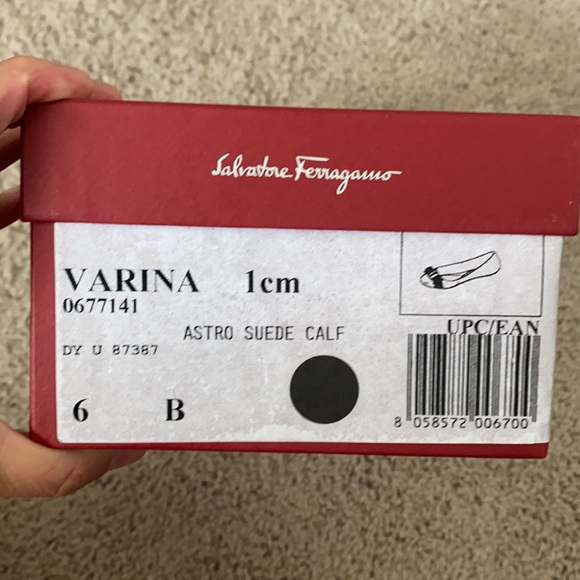 Salvatore Ferragamo
VARINA 1cm
0677141
ASTRO SUEDE CALF
DY U 87387
6 B
UPC/EAN
8 058572 006700